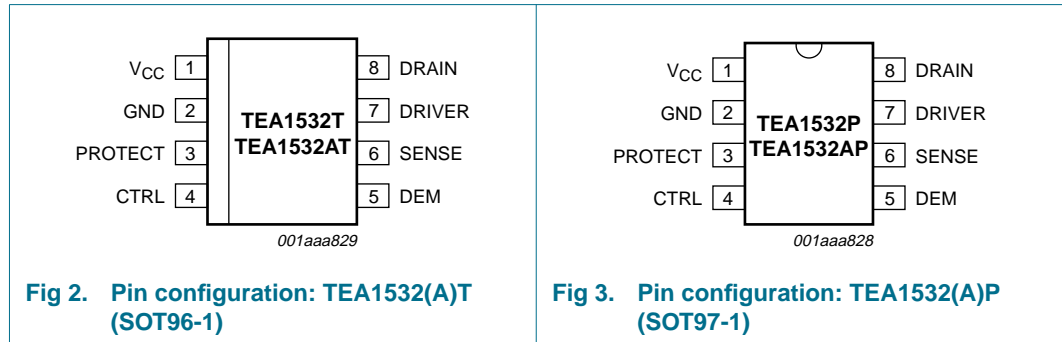 VCC 1
GND 2
PROTECT 3
CTRL 4
TEA1532T
TEA1532AT
8 DRAIN
7 DRIVER
6 SENSE
5 DEM
001aaa829
Fig 2. Pin configuration: TEA1532(A)T
(SOT96-1)
VCC 1
GND 2
PROTECT 3
CTRL 4
TEA1532P
TEA1532AP
8 DRAIN
7 DRIVER
6 SENSE
5 DEM
001aaa828
Fig 3. Pin configuration: TEA1532(A)P
(SOT97-1)